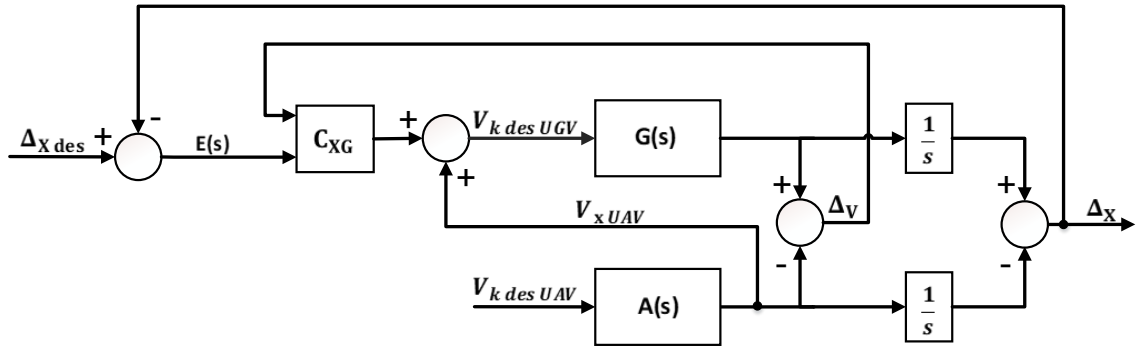 -
Δ_X des
+
E(s)
C_XG
+
+
V_k des UGV
G(s)
1/s
+
+
Δ_V
Δ_X
V_x UAV
-
-
V_k des UAV
A(s)
1/s